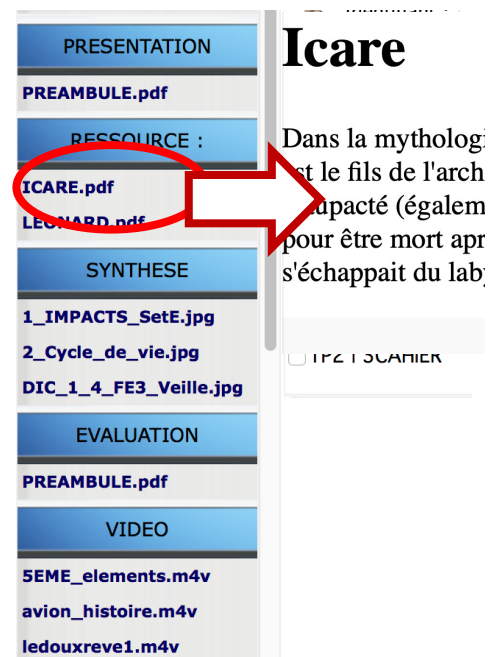 PRESENTATION
PREAMBULE.pdf
RESSOURCE :
ICARE.pdf
LEONARD.pdf
SYNTHESE
1_IMPACTS_SetE.jpg
2_Cycle_de_vie.jpg
DIC_1_4_FE3_Veille.jpg
EVALUATION
PREAMBULE.pdf
VIDEO
5EME_elements.m4v
avion_histoire.m4v
ledouxreve1.m4v
Icare
Dans la mythologi
est le fils de l'arch
(égalem
pour être mort apr
s'échappait du laby
TP2 1 SCAHIER